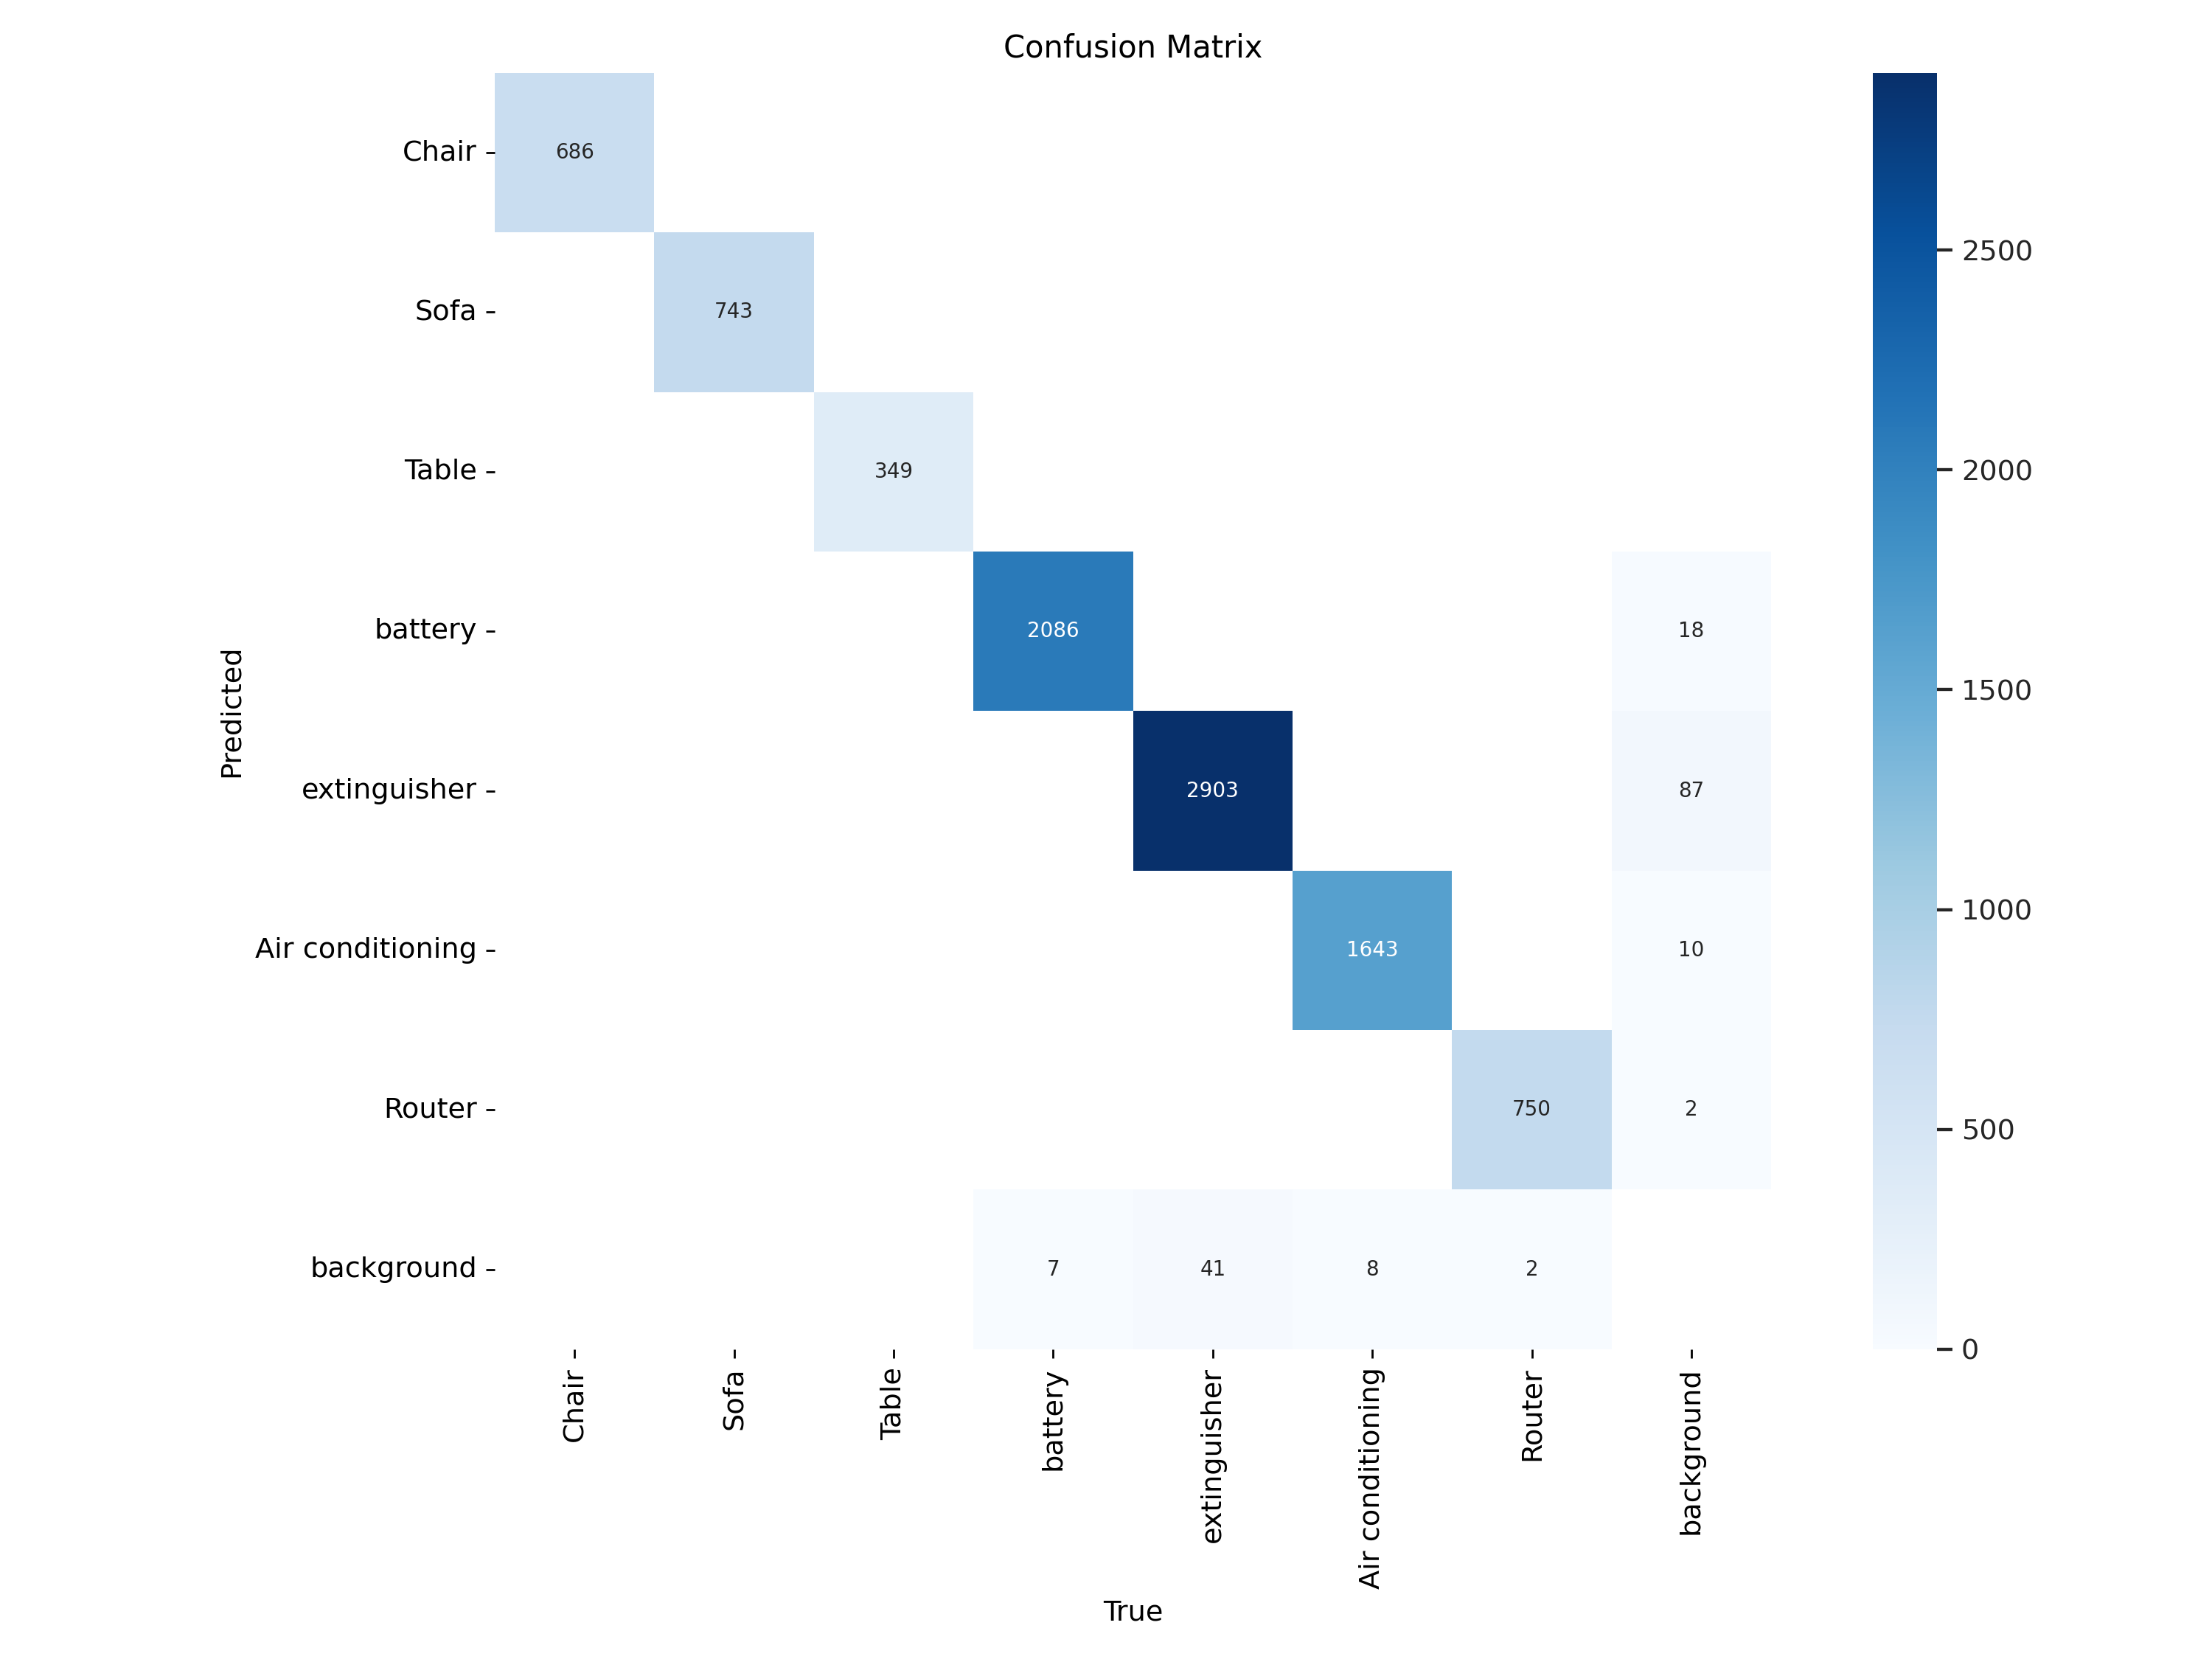 Confusion Matrix
Chair
686
Sofa
743
Table
349
battery
2086
18
extinguisher
2903
87
Air conditioning
1643
10
Router
750
2
background
7
41
8
2
Predicted
Chair
Sofa
Table
battery
extinguisher
Air conditioning
Router
background
True
2500
2000
1500
1000
500
0